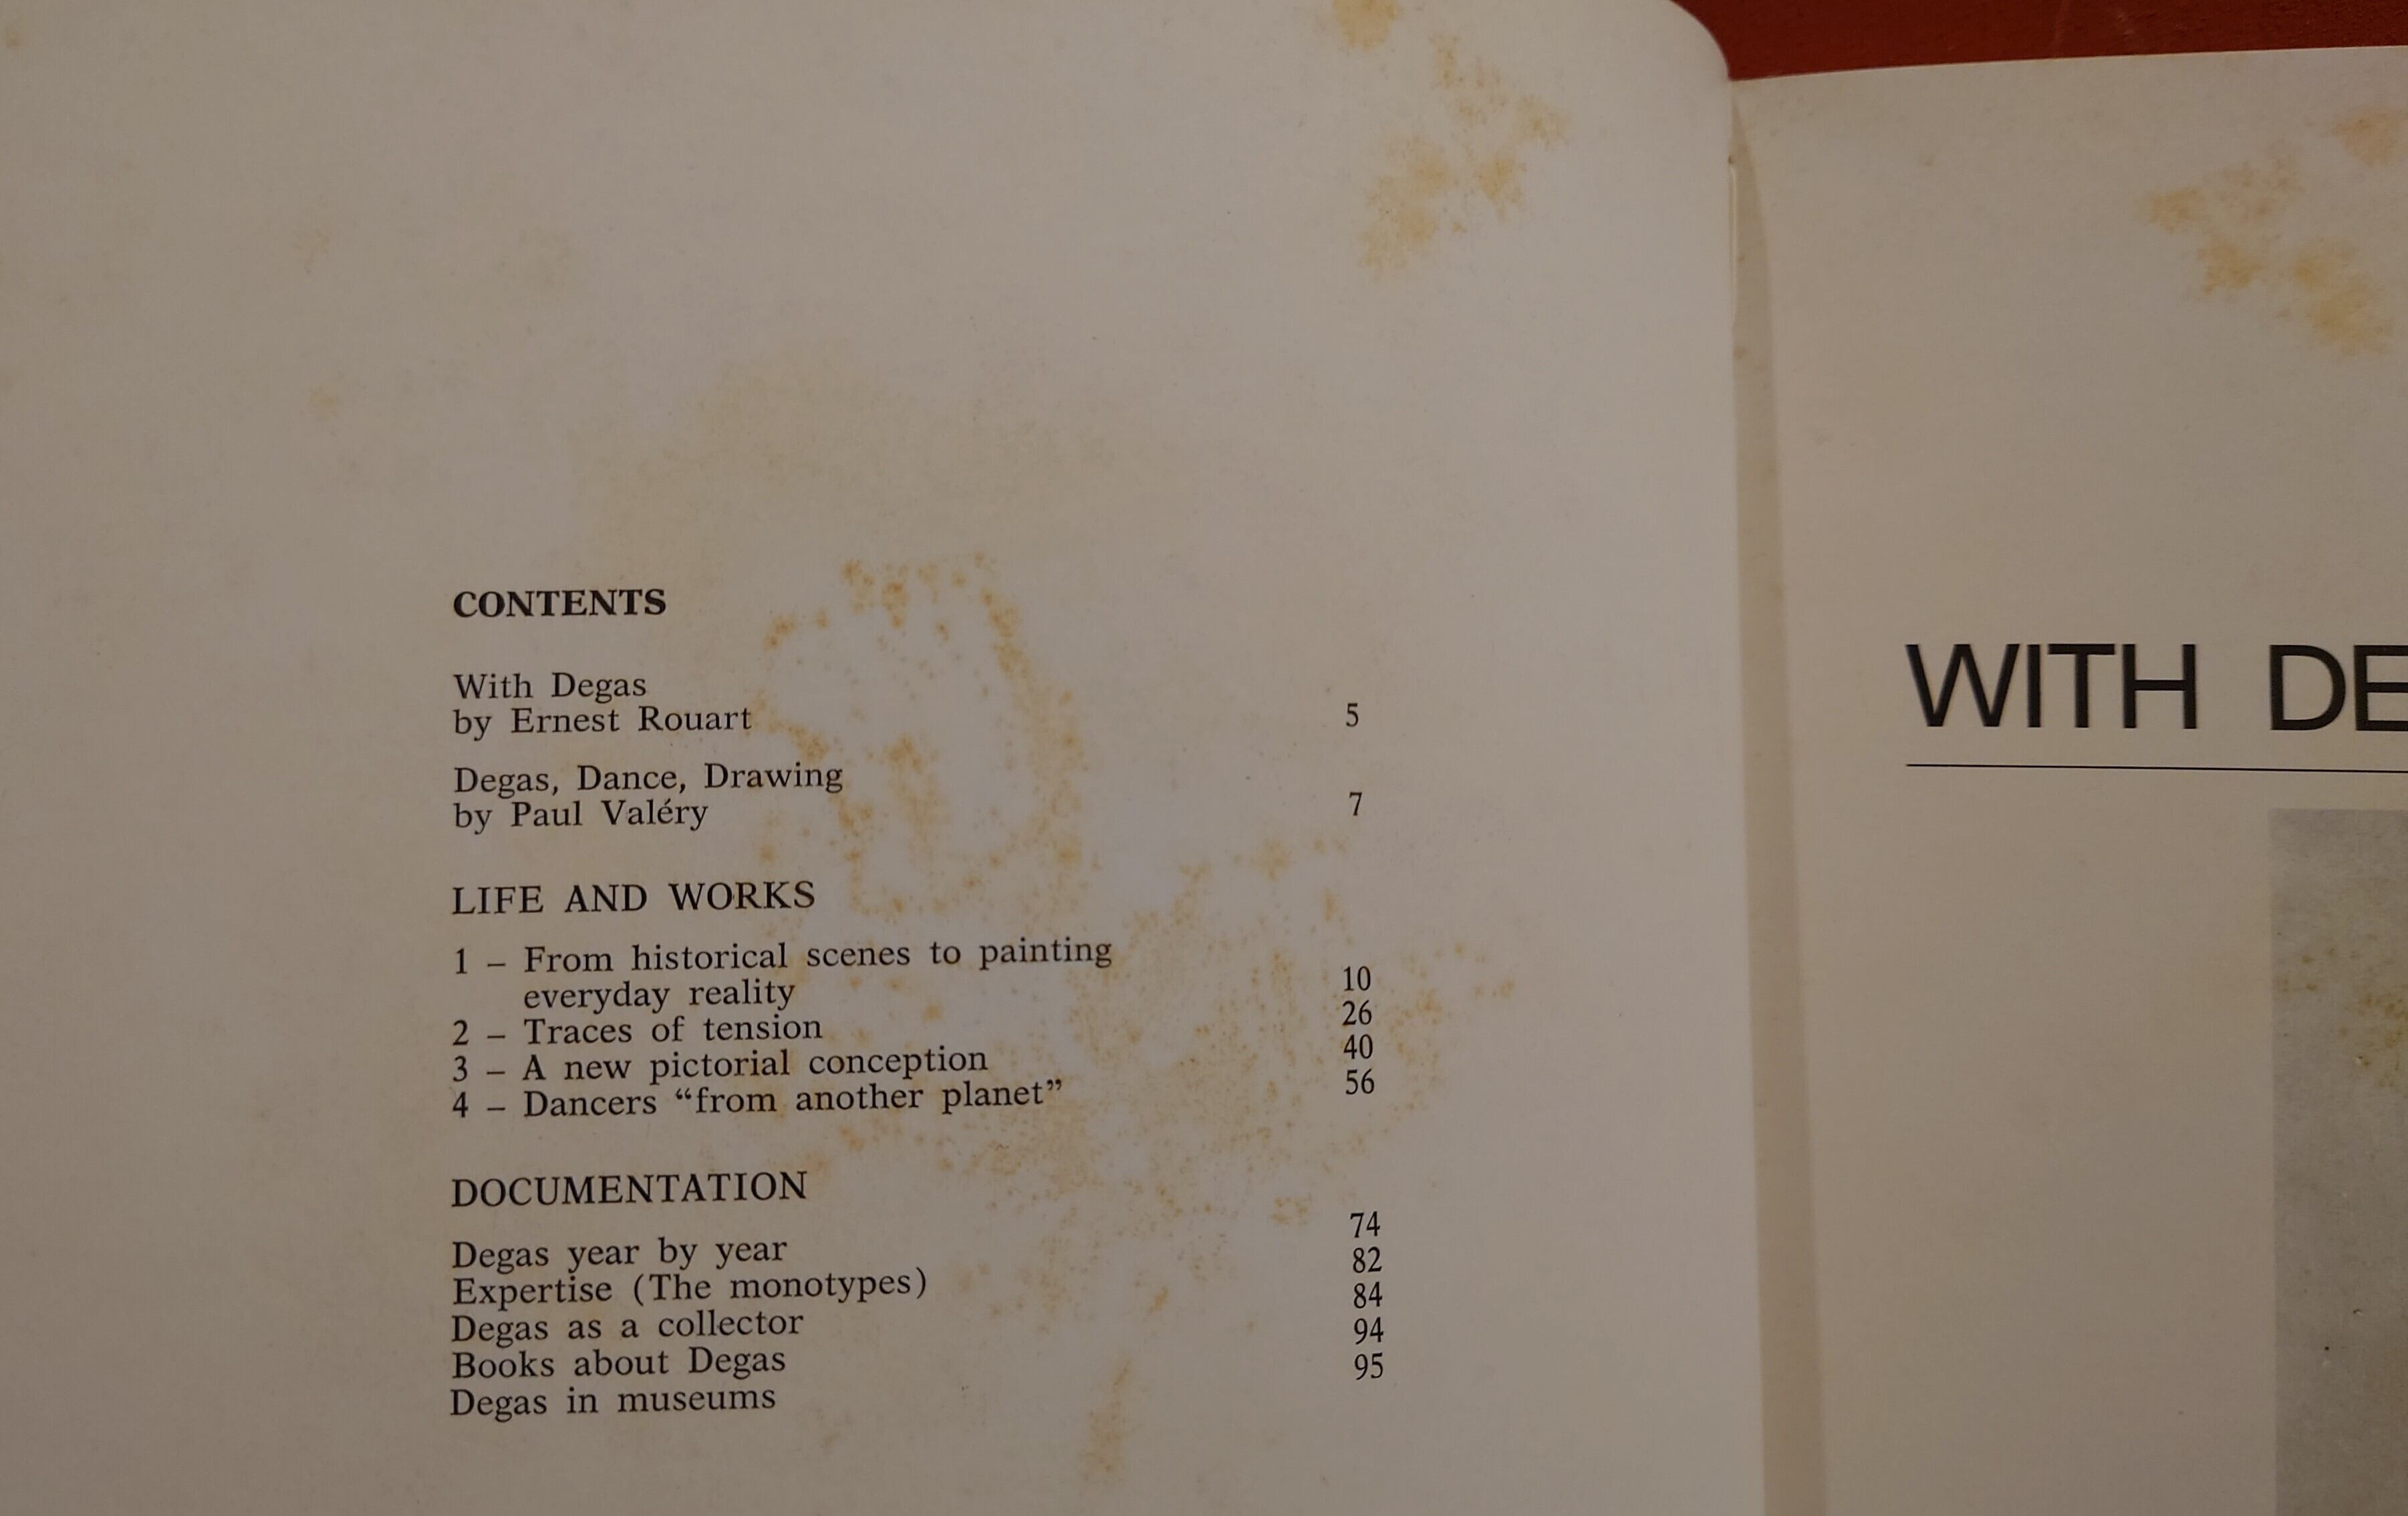 CONTENTS
With Degas
by Ernest Rouart 5
Degas, Dance, Drawing
by Paul Valéry 7
LIFE AND WORKS
1 – From historical scenes to painting
everyday reality 10
2 – Traces of tension 26
3 – A new pictorial conception 40
4 – Dancers “from another planet” 56
DOCUMENTATION
Degas year by year 74
Expertise (The monotypes) 82
Degas as a collector 84
Books about Degas 94
Degas in museums 95
WITH DE